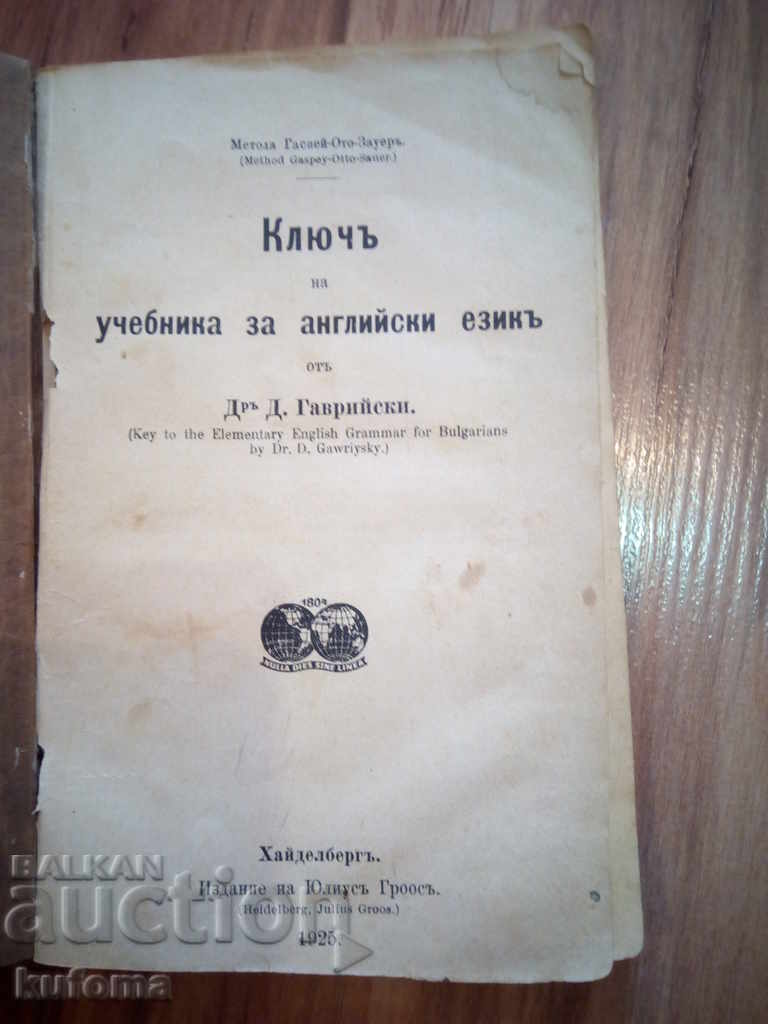 Метода Гаспей-Ото-Зауеръ.
(Method Gaspey-Otto-Sauer.)
Ключъ
на
учебника за английски езикъ
отъ
Дръ Д. Гаврийски.
(Key to the Elementary English Grammar for Bulgarians
by Dr. D. Gawriysky.)
1804
NULLA DIES SINE LINEA
Хайделбергъ.
Издание на Юлиусъ Гроосъ.
(Heidelberg, Julius Groos.)
1925.
BALKAN
auction
kufoma